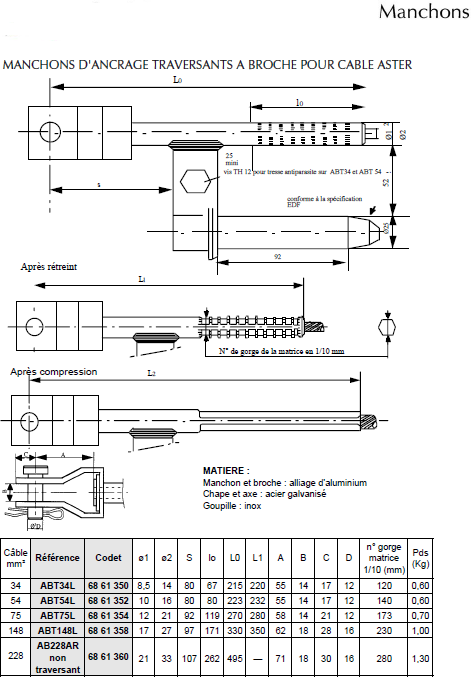 Manchons
MANCHONS D'ANCRAGE TRAVERSANTS A BROCHE POUR CABLE ASTER
L0
l0
Ø1
2
Ø2
25
mini
vis TH 12 pour tresse antiparasite sur ABT34 et ABT 54
s
52
conforme à la spécification
EDF
Ø25
92
Après rétreint
L1
N° de gorge de la matrice en 1/10 mm
Après compression
L2
C
A
B
Ø'D
MATIERE :
Manchon et broche : alliage d'aluminium
Chape et axe : acier galvanisé
Goupille : inox
Câble mm² Référence Codet ø1 ø2 S lo L0 L1 A B C D n° gorge matrice 1/10 (mm) Pds (Kg)
34 ABT34L 68 61 350 8,5 14 80 67 215 220 55 14 17 12 120 0,60
54 ABT54L 68 61 352 10 16 80 80 223 232 55 14 17 12 140 0,60
75 ABT75L 68 61 354 12 21 92 119 270 280 58 14 21 12 173 0,70
148 ABT148L 68 61 358 17 27 97 171 330 350 62 18 28 16 230 1,00
228 AB228AR non traversant 68 61 360 21 33 107 262 495 — 71 18 30 16 280 1,30